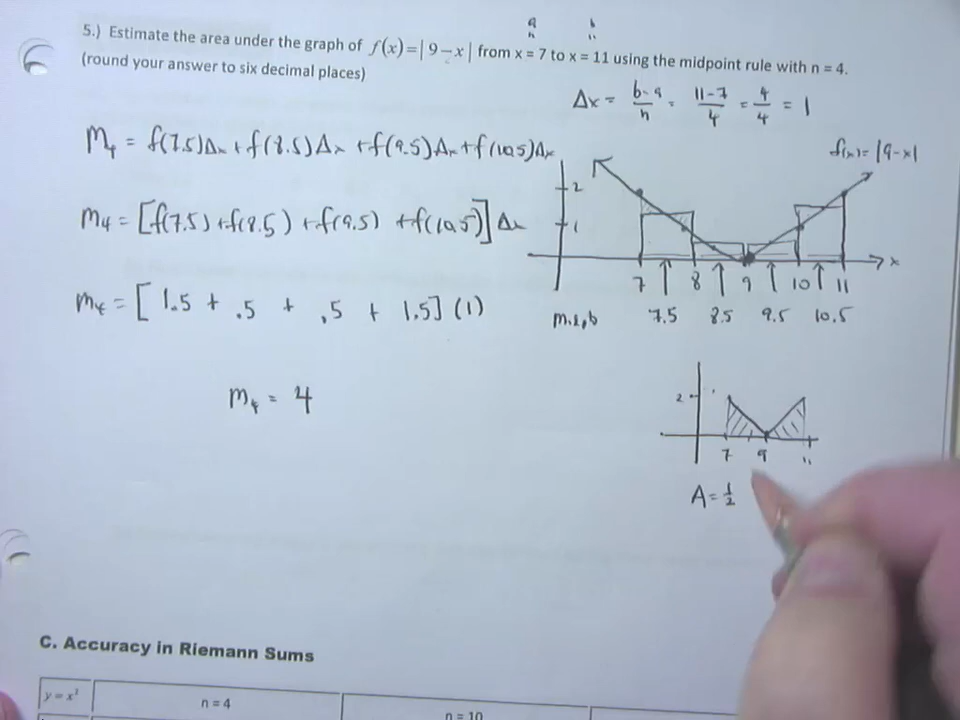 a b
5.) Estimate the area under the graph of f(x)=|9−x| from x = 7 to x = 11 using the midpoint rule with n = 4.
(round your answer to six decimal places)
Δx = b-a/n = 11-7/4 = 4/4 = 1
M4 = f(7.5)Δx + f(8.5)Δx + f(9.5)Δx + f(10.5)Δx
f(x) = |9-x|
2
M4 = [f(7.5) + f(8.5) + f(9.5) + f(10.5)] Δx
1
x
7 8 9 10 11
M4 = [1.5 + .5 + .5 + 1.5] (1)
7.5 8.5 9.5 10.5
M4 = 4
2
7 9 11
A = 1/2
C. Accuracy in Riemann Sums
n = 4
n = 10